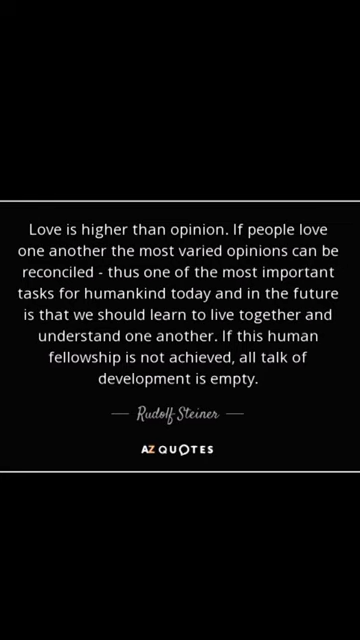 Love is higher than opinion. If people love
one another the most varied opinions can be
reconciled - thus one of the most important
tasks for humankind today and in the future
is that we should learn to live together and
understand one another. If this human
fellowship is not achieved, all talk of
development is empty.
Rudolf Steiner
AZ QUOTES